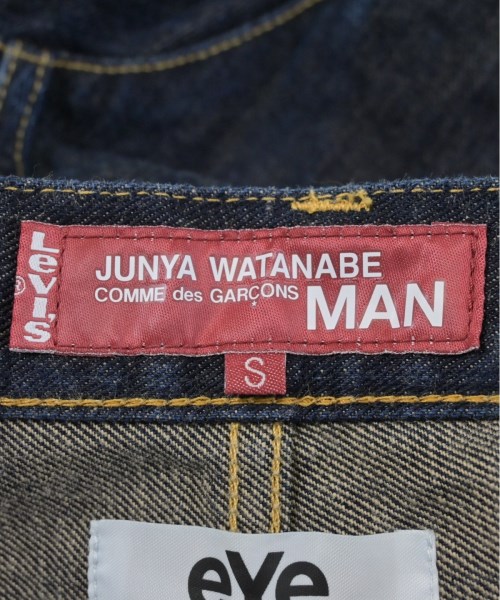 Levi's
®
JUNYA WATANABE
COMME des GARÇONS MAN
S
eYe